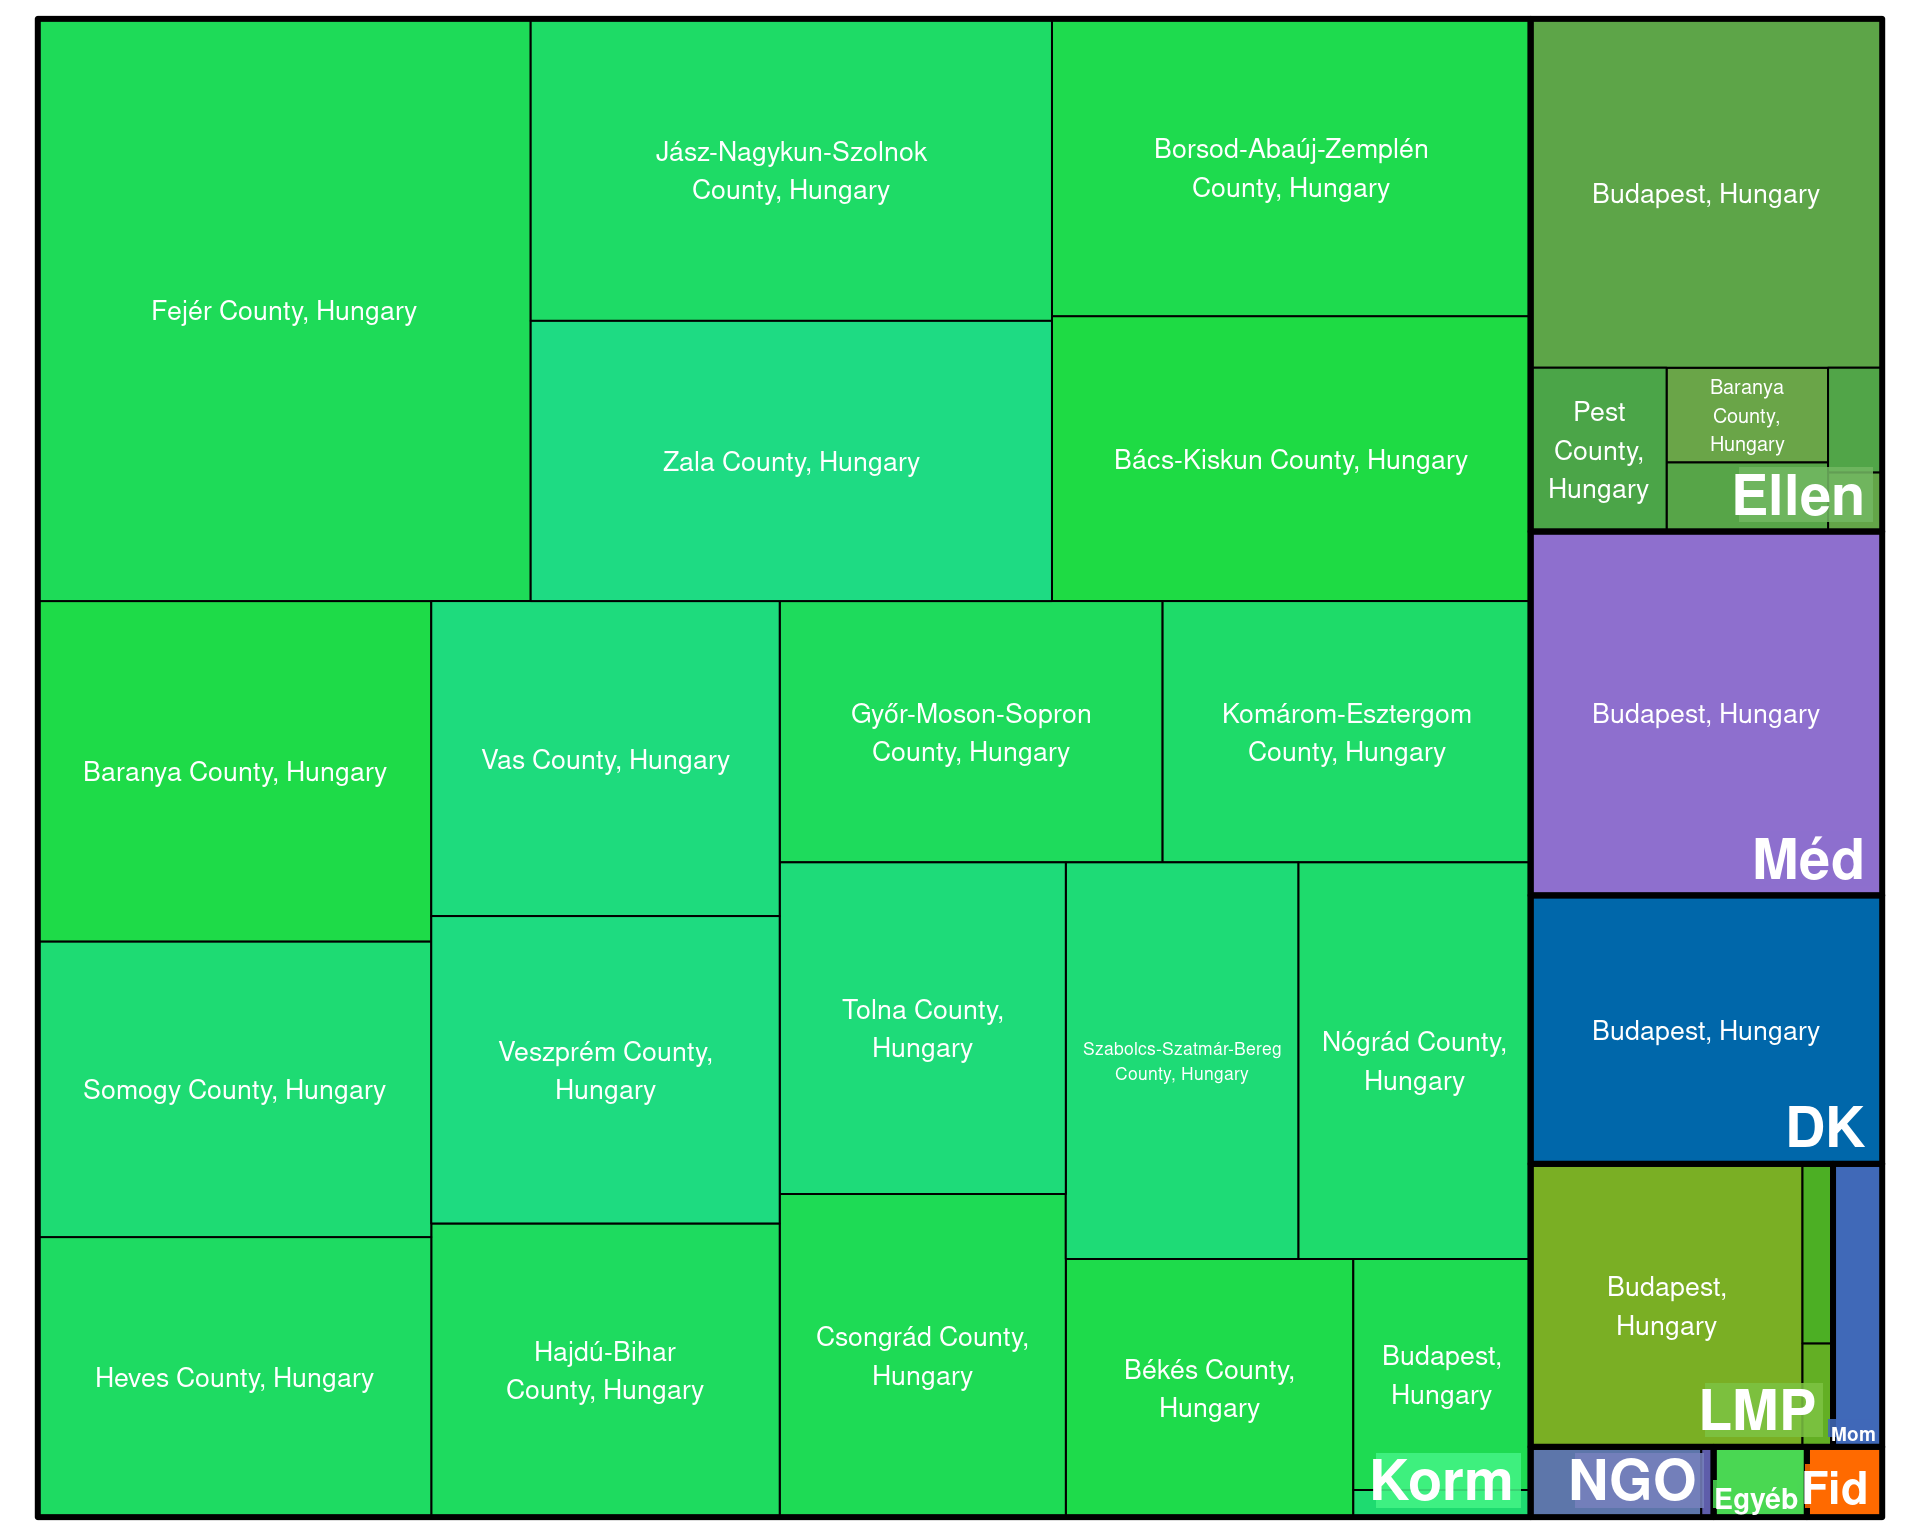 Fejér County, Hungary
Jász-Nagykun-Szolnok
County, Hungary
Borsod-Abaúj-Zemplén
County, Hungary
Zala County, Hungary
Bács-Kiskun County, Hungary
Baranya County, Hungary
Vas County, Hungary
Győr-Moson-Sopron
County, Hungary
Komárom-Esztergom
County, Hungary
Somogy County, Hungary
Veszprém County,
Hungary
Tolna County,
Hungary
Szabolcs-Szatmár-Bereg
County, Hungary
Nógrád County,
Hungary
Heves County, Hungary
Hajdú-Bihar
County, Hungary
Csongrád County,
Hungary
Békés County,
Hungary
Budapest,
Hungary
Korm
Budapest, Hungary
Pest
County,
Hungary
Baranya
County,
Hungary
Ellen
Budapest, Hungary
Méd
Budapest, Hungary
DK
Budapest,
Hungary
LMP
Mom
NGO
Egyéb
Fid